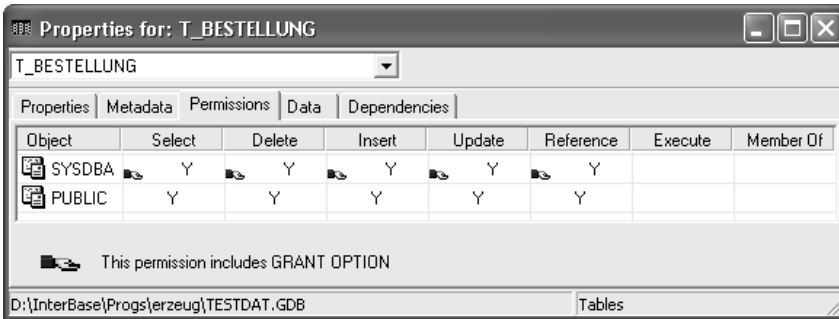 Properties for: T_BESTELLUNG
T_BESTELLUNG
Properties Metadata Permissions Data Dependencies
Object Select Delete Insert Update Reference Execute Member Of
SYSDBA Y Y Y Y Y
PUBLIC Y Y Y Y Y
This permission includes GRANT OPTION
D:\InterBase\Progs\erzeug\TESTDAT.GDB Tables